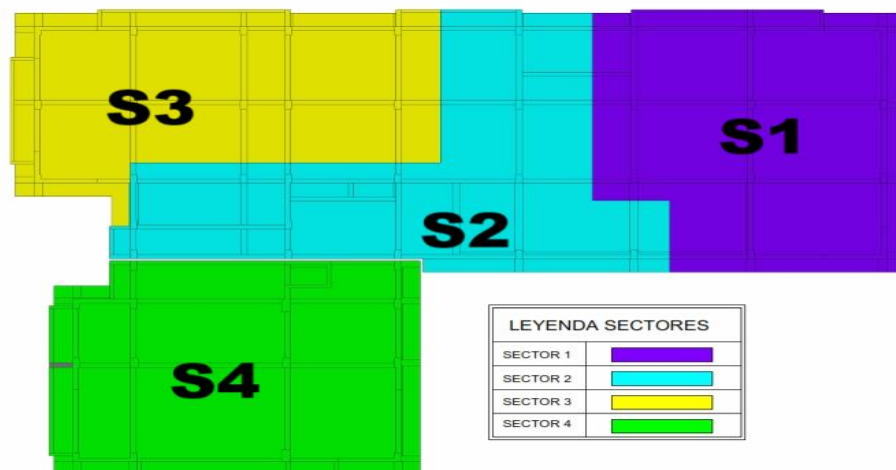 S3
S1
S2
S4
LEYENDA SECTORES
SECTOR 1
SECTOR 2
SECTOR 3
SECTOR 4